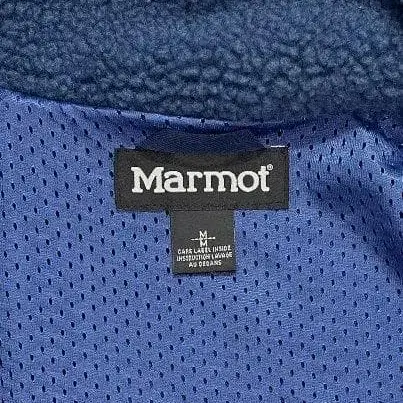 Marmot®
M
M
CARE LABEL INSIDE
INSTRUCTION LAVAGE
AU DEDANS